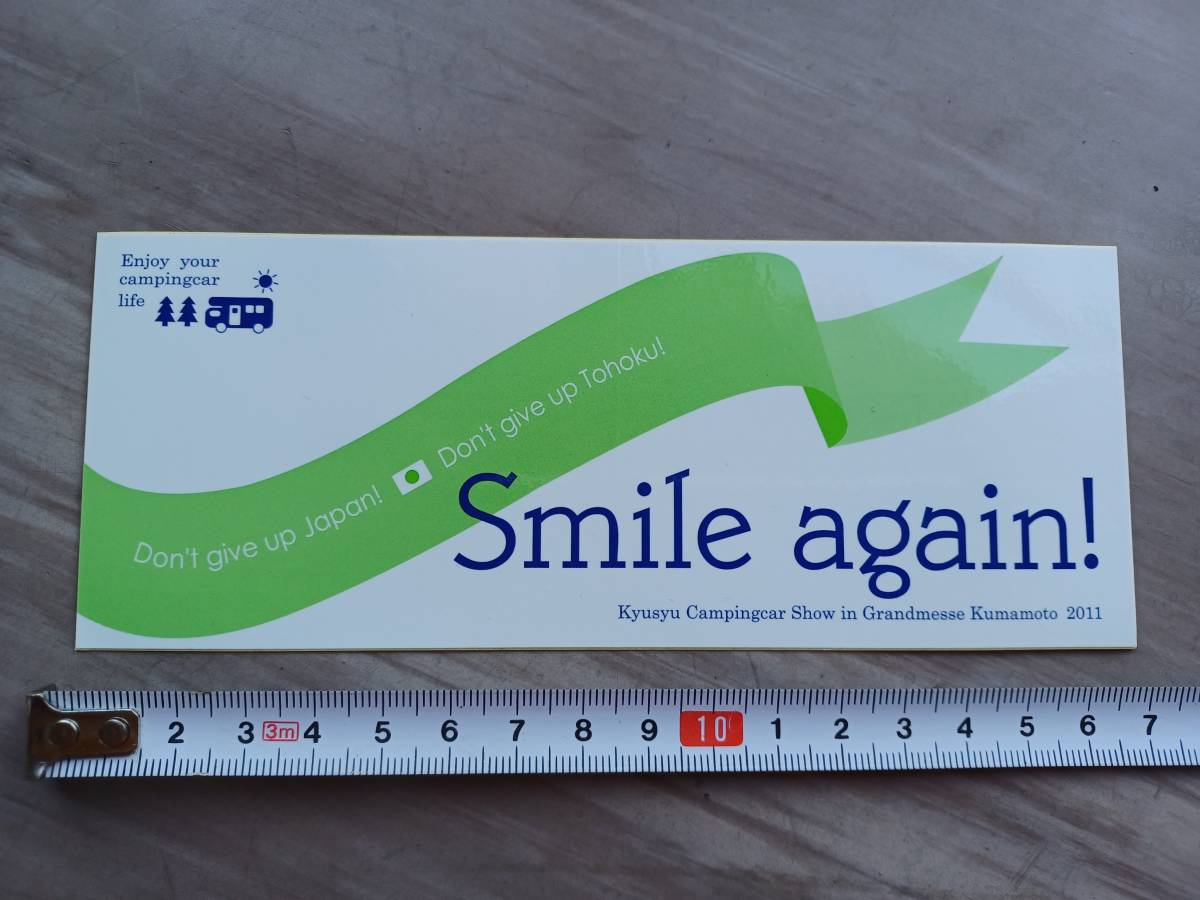 Enjoy your
campingcar
life
Don't give up Japan! Don't give up Tohoku!
Smile again!
Kyusyu Campingcar Show in Grandmesse Kumamoto 2011
2 3 3m 4 5 6 7 8 9 10 1 2 3 4 5 6 7